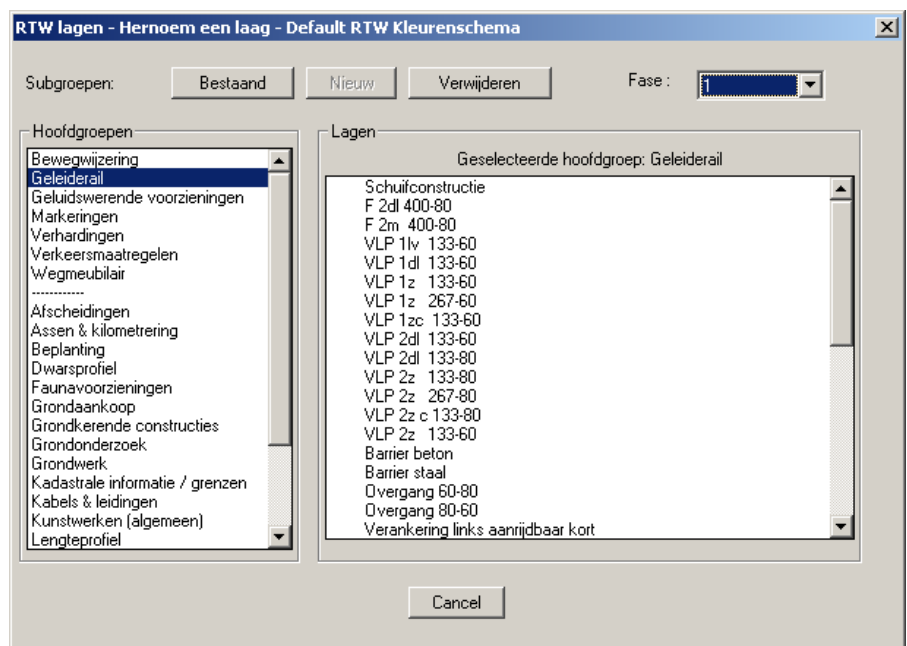 RTW lagen - Hernoem een laag - Default RTW Kleurenschema
Subgroepen: Bestaand Nieuw Verwijderen Fase : 1
Hoofdgroepen
Bewegwijzering
Geleiderail
Geluidswerende voorzieningen
Markeringen
Verhardingen
Verkeersmaatregelen
Wegmeubilair
------------
Afscheidingen
Assen & kilometrering
Beplanting
Dwarsprofiel
Faunavoorzieningen
Grondaankoop
Grondkerende constructies
Grondonderzoek
Grondwerk
Kadastrale informatie / grenzen
Kabels & leidingen
Kunstwerken (algemeen)
Lengteprofiel
Lagen
Geselecteerde hoofdgroep: Geleiderail
Schuifconstructie
F 2dl 400-80
F 2m 400-80
VLP 1lv 133-60
VLP 1dl 133-60
VLP 1z 133-60
VLP 1z 267-60
VLP 1zc 133-60
VLP 2dl 133-60
VLP 2dl 133-80
VLP 2z 133-80
VLP 2z 267-80
VLP 2z c 133-80
VLP 2z 133-60
Barrier beton
Barrier staal
Overgang 60-80
Overgang 80-60
Verankering links aanrijdbaar kort
Cancel